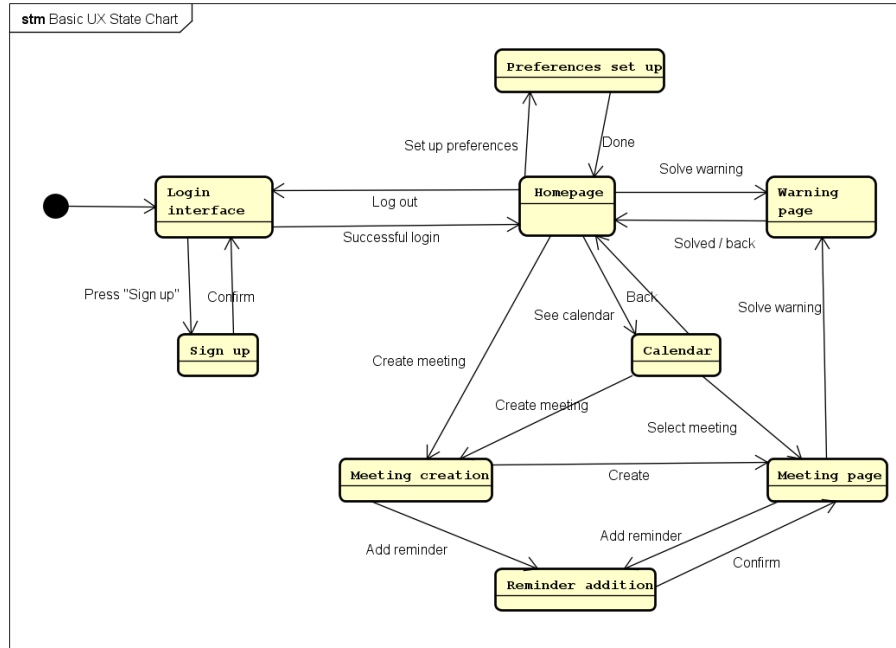 stm Basic UX State Chart
Preferences set up
Set up preferences
Done
Login
interface
Homepage
Warning
page
Solve warning
Log out
Successful login
Solved / back
Press "Sign up"
Confirm
See calendar
Back
Solve warning
Sign up
Calendar
Create meeting
Create meeting
Select meeting
Meeting creation
Create
Meeting page
Add reminder
Add reminder
Confirm
Reminder addition